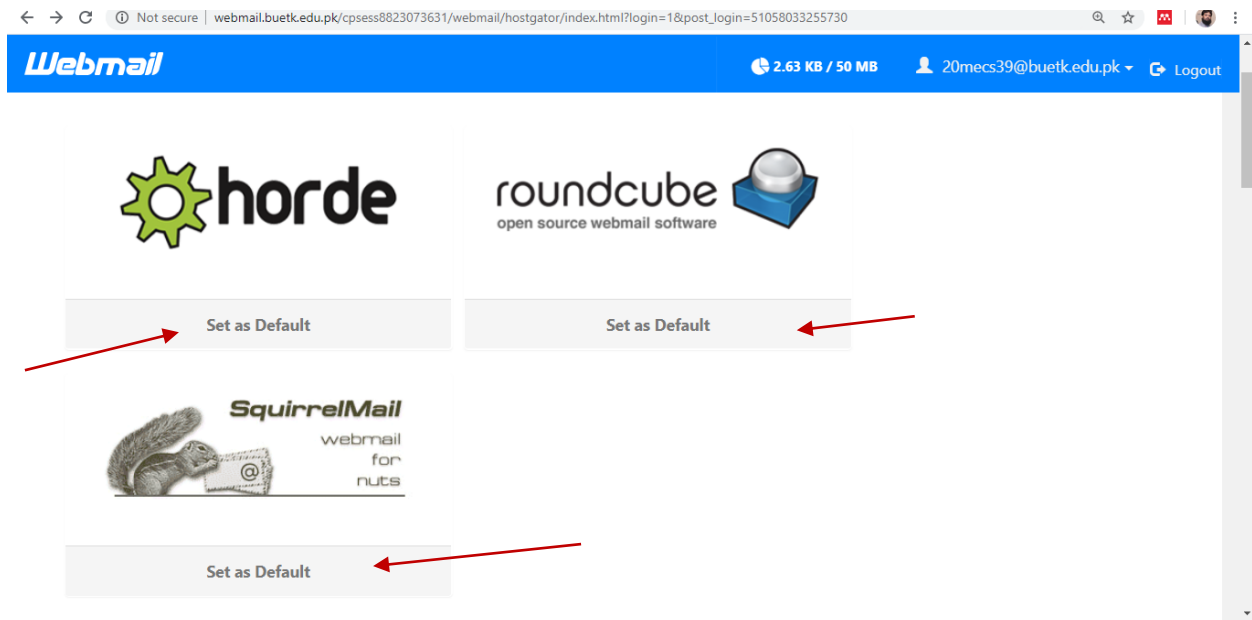 Not secure | webmail.buetk.edu.pk/cpsess8823073631/webmail/hostgator/index.html?login=1&post_login=51058033255730
Webmail
2.63 KB / 50 MB
20mecs39@buetk.edu.pk
Logout
horde
roundcube
open source webmail software
Set as Default
Set as Default
SquirrelMail
webmail
for
nuts
@
Set as Default